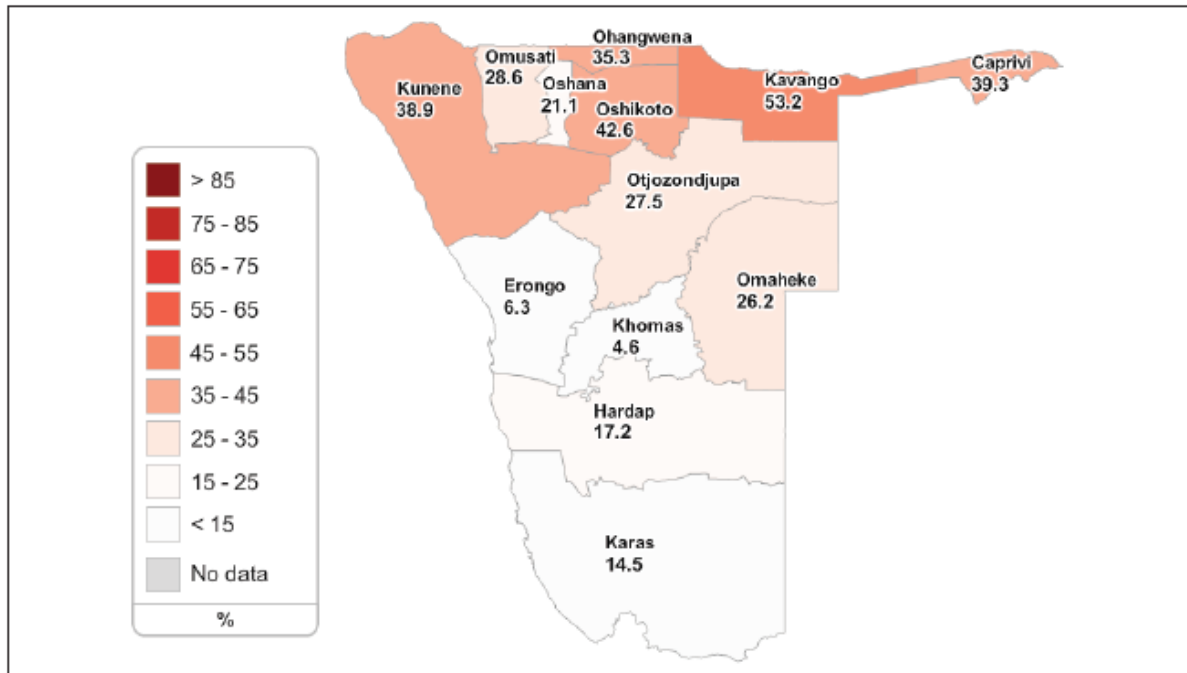 Ohangwena
35.3
Omusati
28.6
Oshana
21.1
Kunene
38.9
Oshikoto
42.6
Kavango
53.2
Caprivi
39.3
Otjozondjupa
27.5
Omaheke
26.2
Erongo
6.3
Khomas
4.6
Hardap
17.2
Karas
14.5
> 85
75 - 85
65 - 75
55 - 65
45 - 55
35 - 45
25 - 35
15 - 25
< 15
No data
%